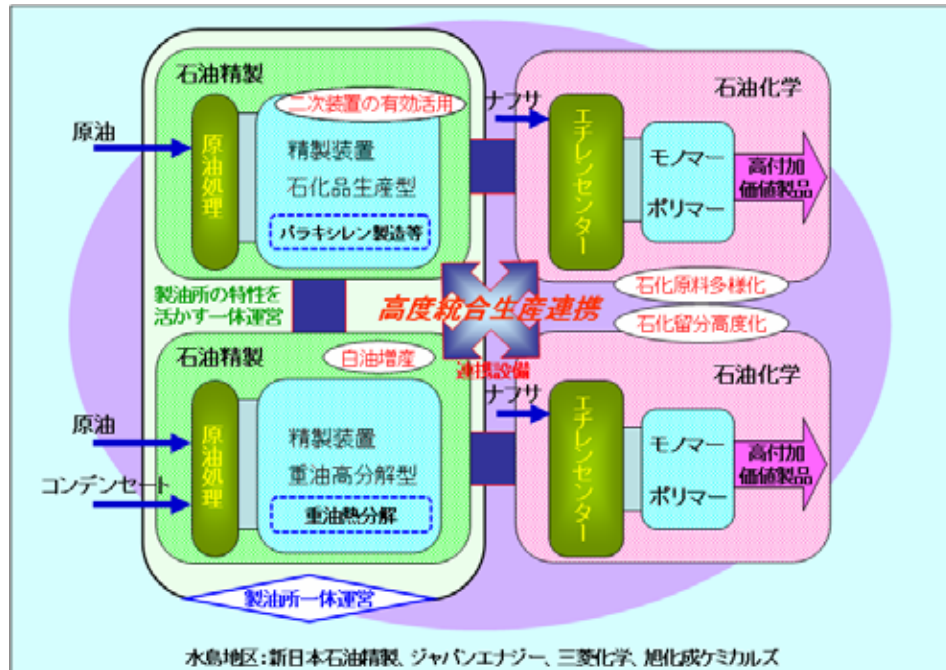 石油精製
二次装置の有効活用
原油
原油処理
精製装置
石化品生産型
パラキシレン製造等
ナフサ
石油化学
エチレンセンター
モノマー
ポリマー
高付加
価値製品
製油所の特性を
活かす一体運営
高度統合生産連携
連携設備
石化原料多様化
石化留分高度化
石油精製
白油増産
原油
コンデンセート
原油処理
精製装置
重油高分解型
重油熱分解
ナフサ
石油化学
エチレンセンター
モノマー
ポリマー
高付加
価値製品
製油所一体運営
水島地区:新日本石油精製、ジャパンエナジー、三菱化学、旭化成ケミカルズ